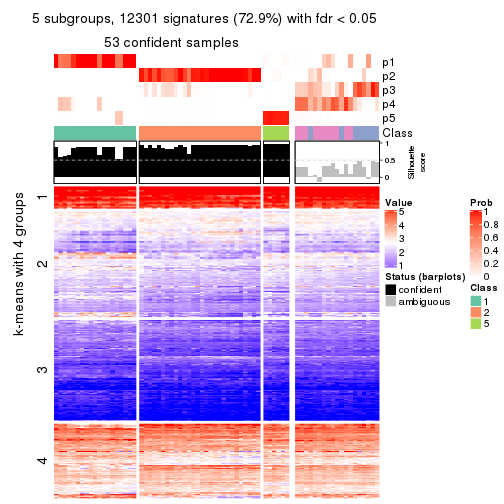 5 subgroups, 12301 signatures (72.9%) with fdr < 0.05
53 confident samples
p1
p2
p3
p4
p5
Class
1
0.5
0
Silhouette
score
k-means with 4 groups
1
2
3
4
Value
5
4
3
2
1
Status (barplots)
confident
ambiguous
Prob
1
0.8
0.6
0.4
0.2
0
Class
1
2
5